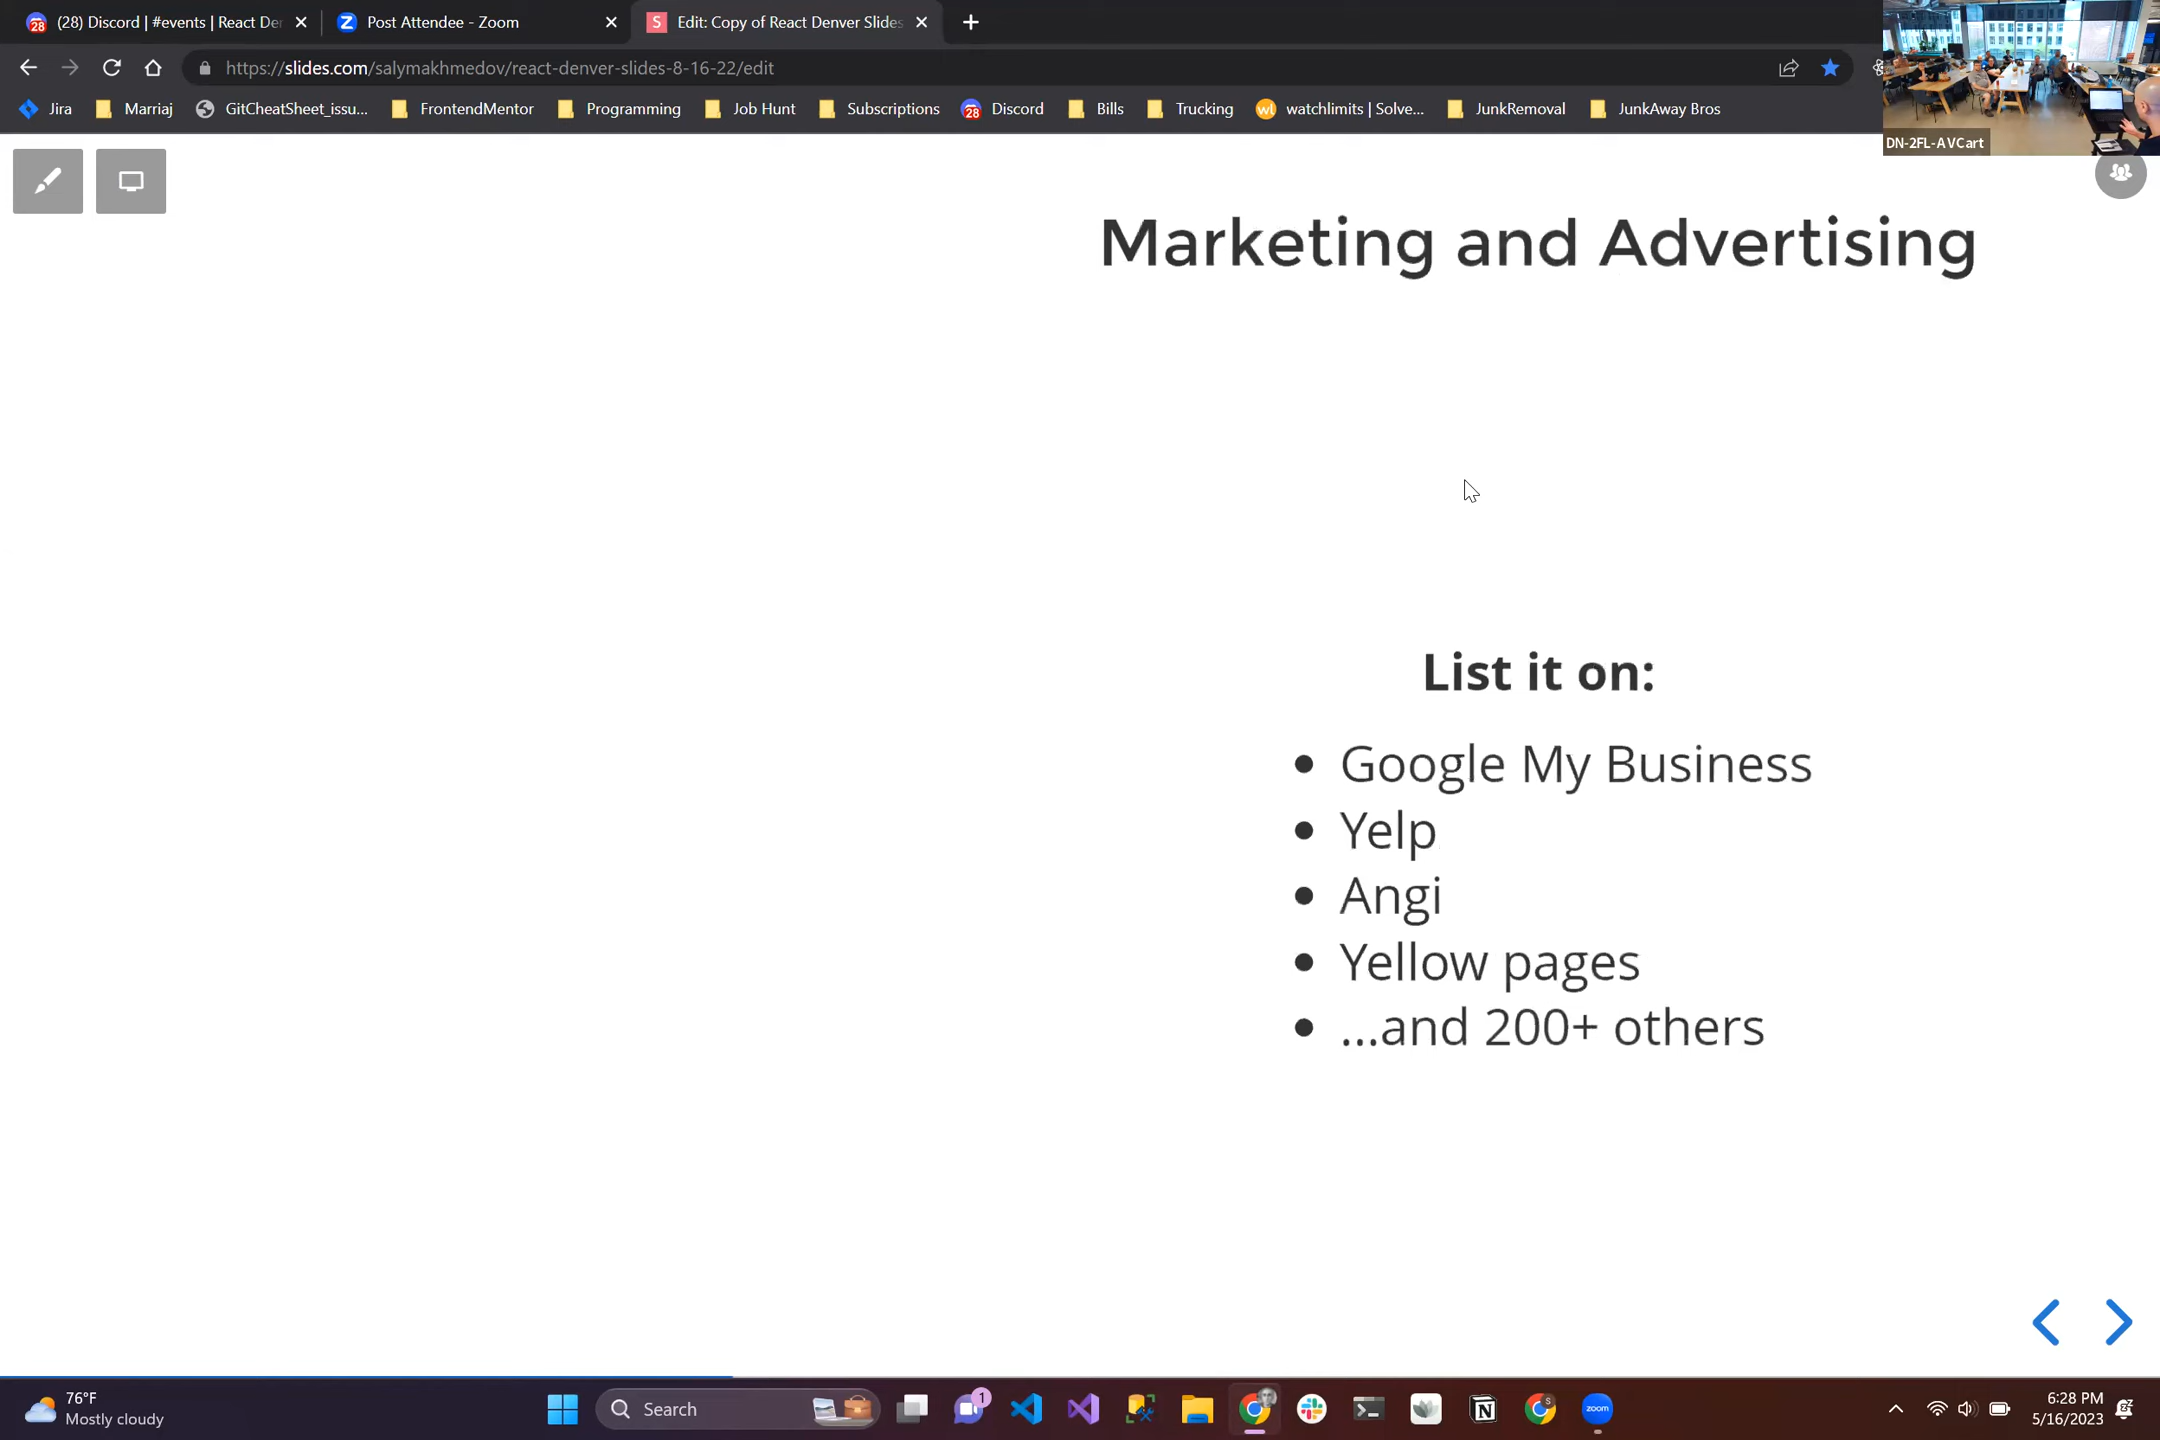 (28) Discord | #events | React De
Post Attendee - Zoom
Edit: Copy of React Denver Slides
https://slides.com/salymakhmedov/react-denver-slides-8-16-22/edit
Jira
Marriaj
GitCheatSheet_issu...
FrontendMentor
Programming
Job Hunt
Subscriptions
Discord
Bills
Trucking
watchlimits | Solve...
JunkRemoval
JunkAway Bros
DN-2FL-AVCart
Marketing and Advertising
List it on:
• Google My Business
• Yelp
• Angi
• Yellow pages
• ...and 200+ others
76°F
Mostly cloudy
Search
1
zoom
6:28 PM
5/16/2023